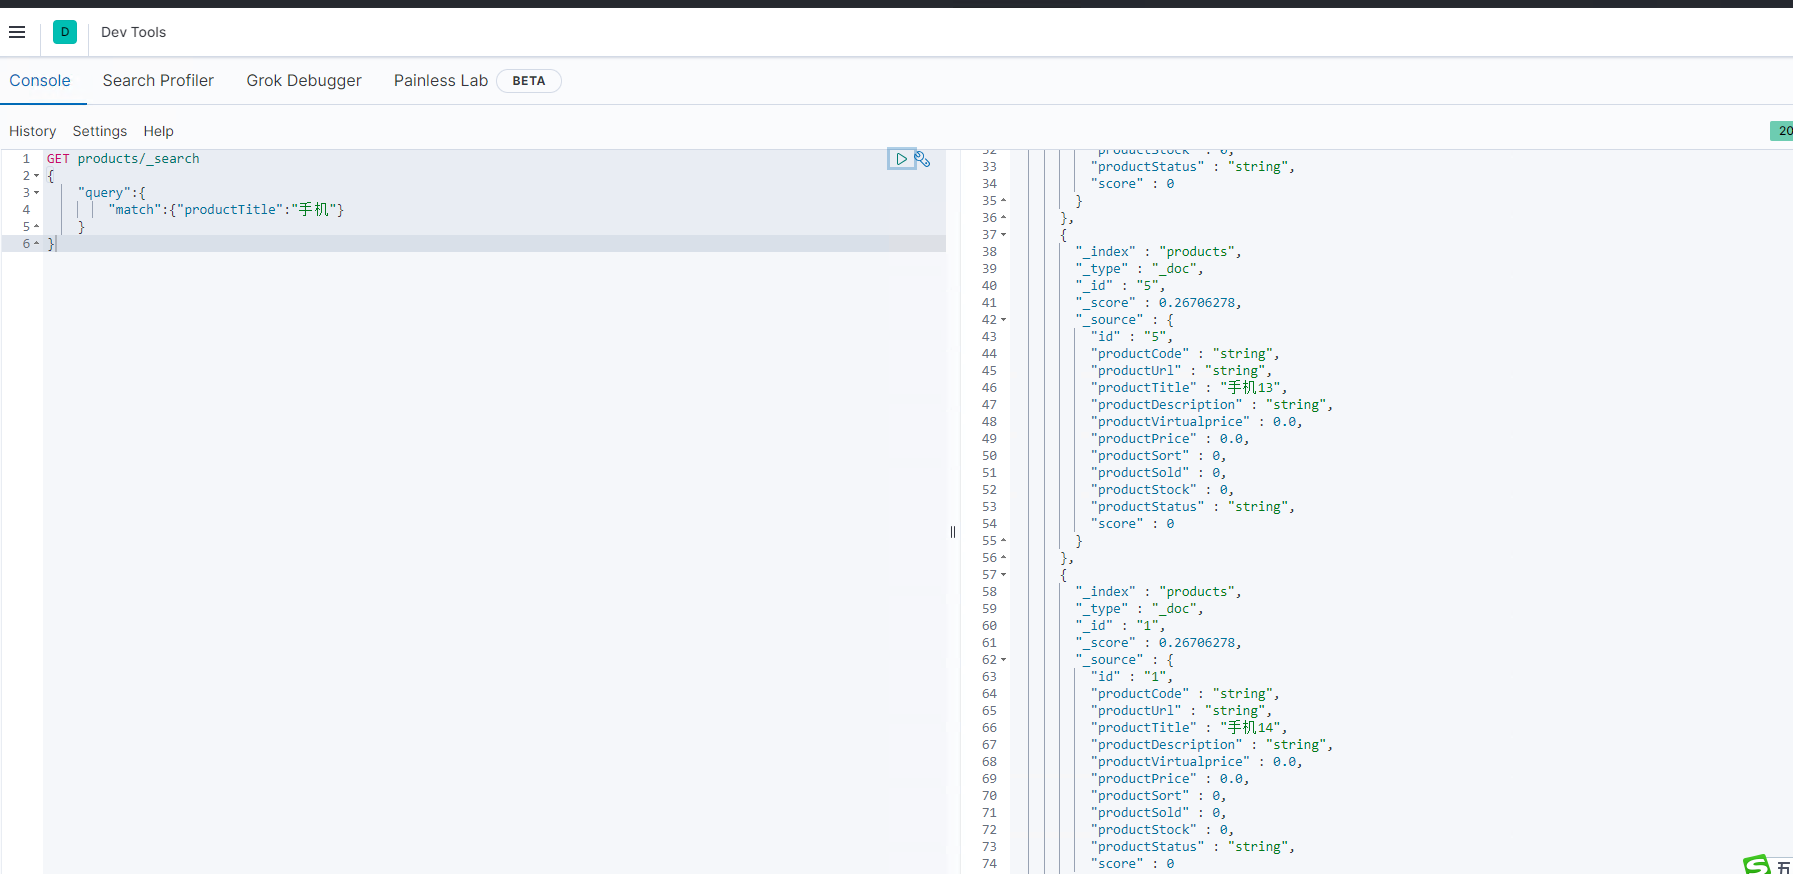 D Dev Tools
Console Search Profiler Grok Debugger Painless Lab BETA
History Settings Help
20
1 GET products/_search
2 {
3 "query":{
4 "match":{"productTitle":"手机"}
5 }
6 }
32 "productStock" : 0,
33 "productStatus" : "string",
34 "score" : 0
35 }
36 },
37 {
38 "_index" : "products",
39 "_type" : "_doc",
40 "_id" : "5",
41 "_score" : 0.26706278,
42 "_source" : {
43 "id" : "5",
44 "productCode" : "string",
45 "productUrl" : "string",
46 "productTitle" : "手机13",
47 "productDescription" : "string",
48 "productVirtualprice" : 0.0,
49 "productPrice" : 0.0,
50 "productSort" : 0,
51 "productSold" : 0,
52 "productStock" : 0,
53 "productStatus" : "string",
54 "score" : 0
55 }
56 },
57 {
58 "_index" : "products",
59 "_type" : "_doc",
60 "_id" : "1",
61 "_score" : 0.26706278,
62 "_source" : {
63 "id" : "1",
64 "productCode" : "string",
65 "productUrl" : "string",
66 "productTitle" : "手机14",
67 "productDescription" : "string",
68 "productVirtualprice" : 0.0,
69 "productPrice" : 0.0,
70 "productSort" : 0,
71 "productSold" : 0,
72 "productStock" : 0,
73 "productStatus" : "string",
74 "score" : 0
S 五